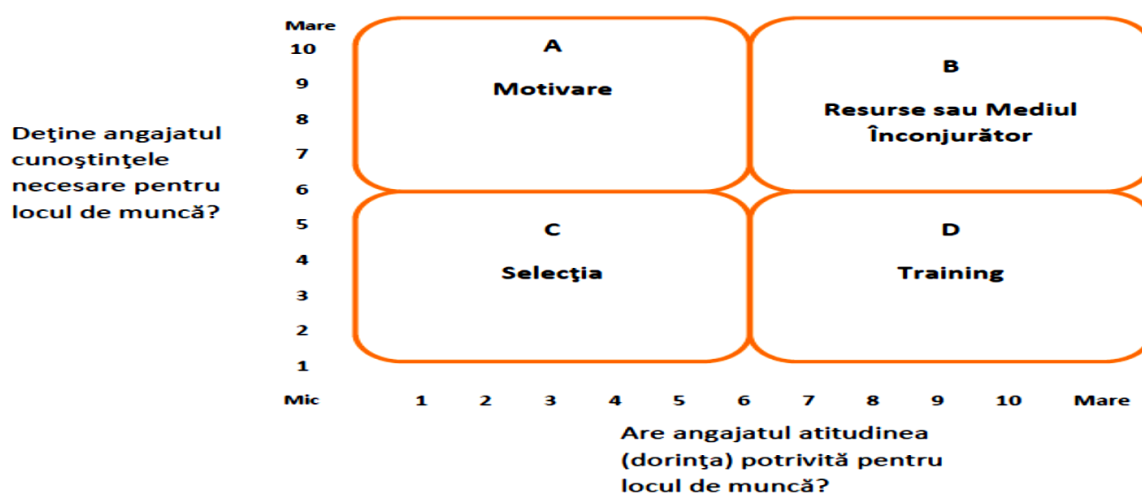 Mare
10
9
8
7
6
5
4
3
2
1
Mic
Deţine angajatul
cunoştinţele
necesare pentru
locul de muncă?
A
Motivare
B
Resurse sau Mediul
Înconjurător
C
Selecţia
D
Training
1 2 3 4 5 6 7 8 9 10 Mare
Are angajatul atitudinea
(dorinţa) potrivită pentru
locul de muncă?